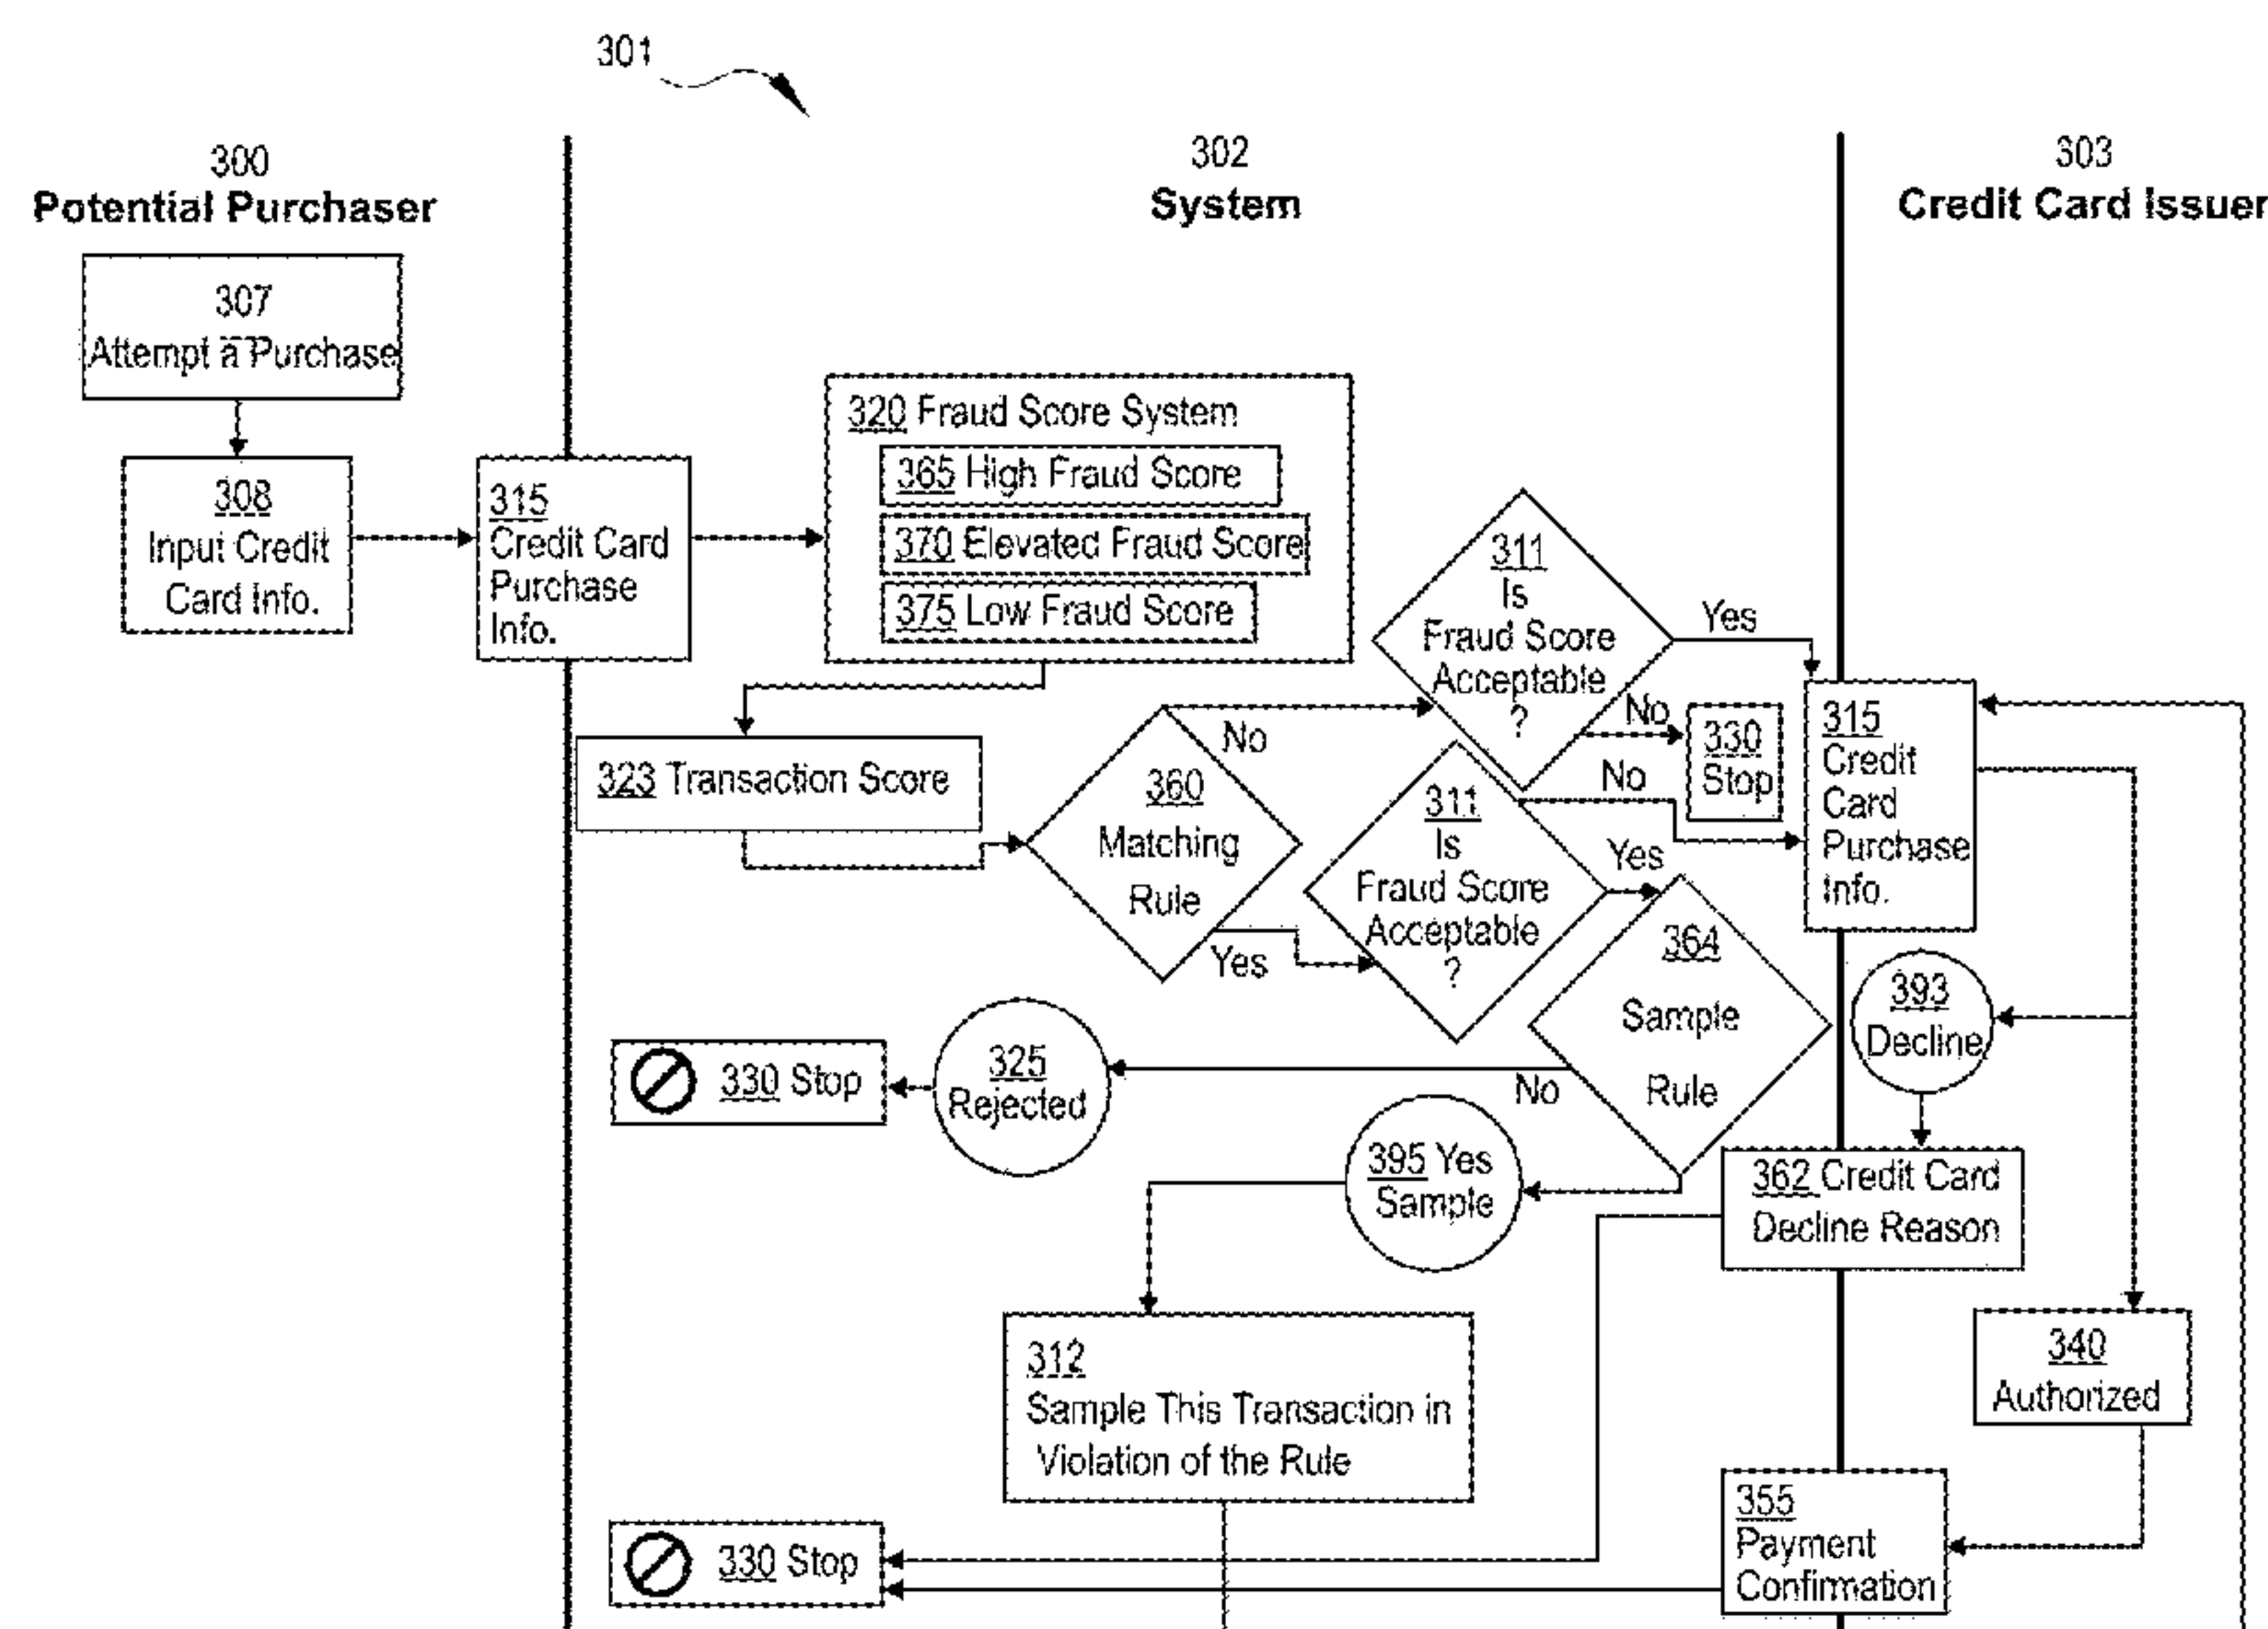 301
300
Potential Purchaser
302
System
303
Credit Card Issuer
307
Attempt a Purchase
308
Input Credit
Card Info.
315
Credit Card
Purchase
Info.
320 Fraud Score System
365 High Fraud Score
370 Elevated Fraud Score
375 Low Fraud Score
323 Transaction Score
360
Matching
Rule
No
Yes
311
Is
Fraud Score
Acceptable
?
Yes
No
330
Stop
311
Is
Fraud Score
Acceptable
?
No
Yes
315
Credit
Card
Purchase
Info.
364
Sample
Rule
No
393
Decline
325
Rejected
330 Stop
395 Yes
Sample
362 Credit Card
Decline Reason
312
Sample This Transaction in
Violation of the Rule
340
Authorized
355
Payment
Confirmation
330 Stop